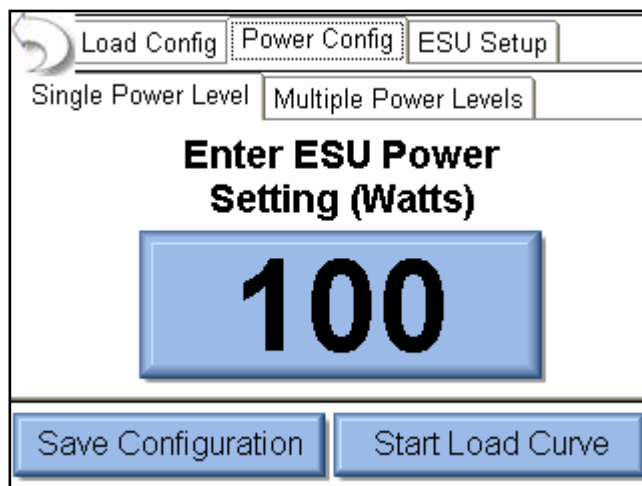 Load Config Power Config ESU Setup
Single Power Level Multiple Power Levels
Enter ESU Power
Setting (Watts)
100
Save Configuration Start Load Curve